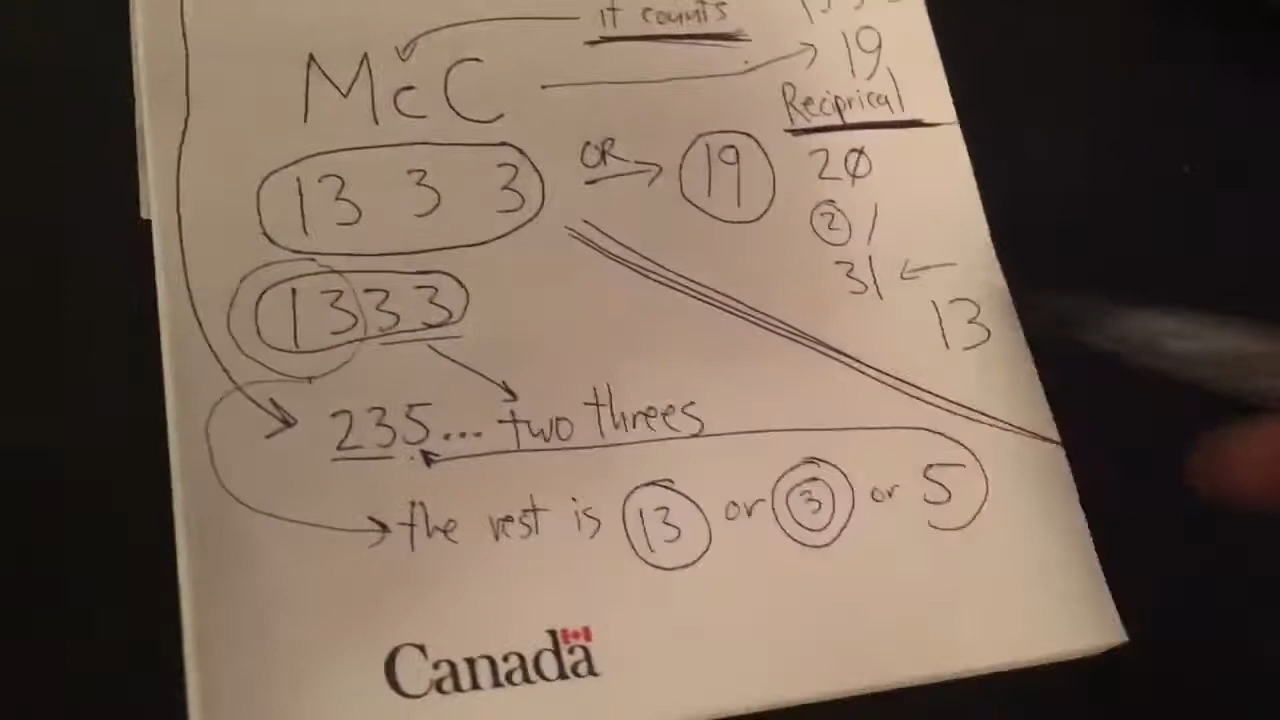 it counts
McC
19
Reciprical
13 3 3 OR 19
20
2 1
31
13
1333
235... two threes
the rest is 13 or 3 or 5
Canada